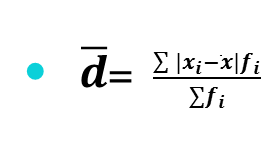 • d̅= ∑ |xᵢ−x|fᵢ / ∑fᵢ